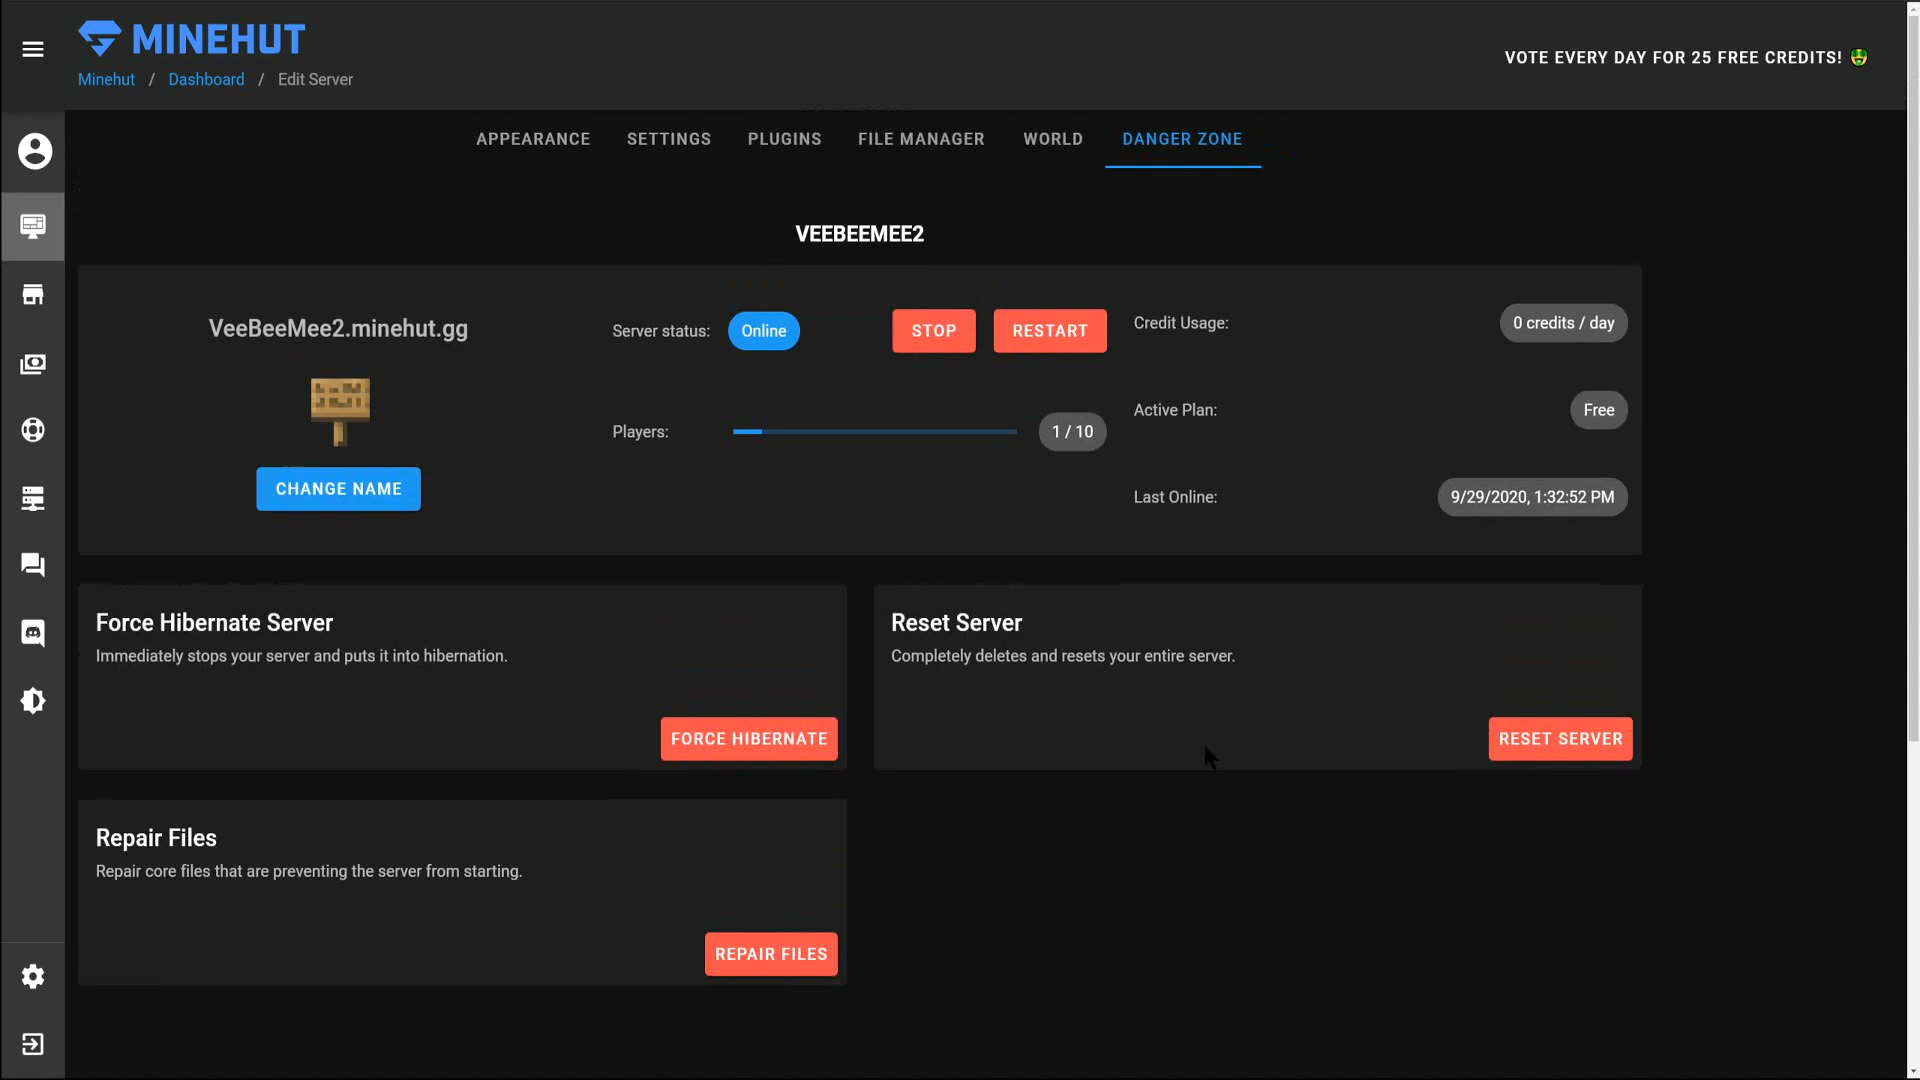 MINEHUT
Minehut / Dashboard / Edit Server
VOTE EVERY DAY FOR 25 FREE CREDITS! 🤑
APPEARANCE SETTINGS PLUGINS FILE MANAGER WORLD DANGER ZONE
VEEBEEMEE2
VeeBeeMee2.minehut.gg
CHANGE NAME
Server status: Online STOP RESTART
Players: 1 / 10
Credit Usage: 0 credits / day
Active Plan: Free
Last Online: 9/29/2020, 1:32:52 PM
Force Hibernate Server
Immediately stops your server and puts it into hibernation.
FORCE HIBERNATE
Reset Server
Completely deletes and resets your entire server.
RESET SERVER
Repair Files
Repair core files that are preventing the server from starting.
REPAIR FILES